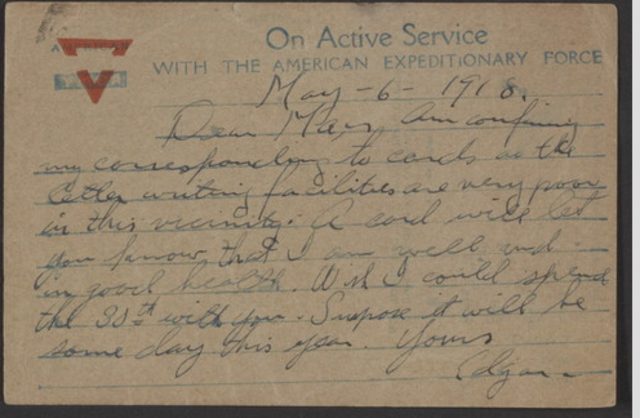 AMERICAN
On Active Service
WITH THE AMERICAN EXPEDITIONARY FORCE
May-6-1918.
Dear Mary, Am confining
my corresponding to cards as the
letter writing facilities are very poor
in this vicinity. A card will let
you know that I am well and
in good health. Wish I could spend
the 30th with you. Suppose it will be
some day this year. Yours
Edgar